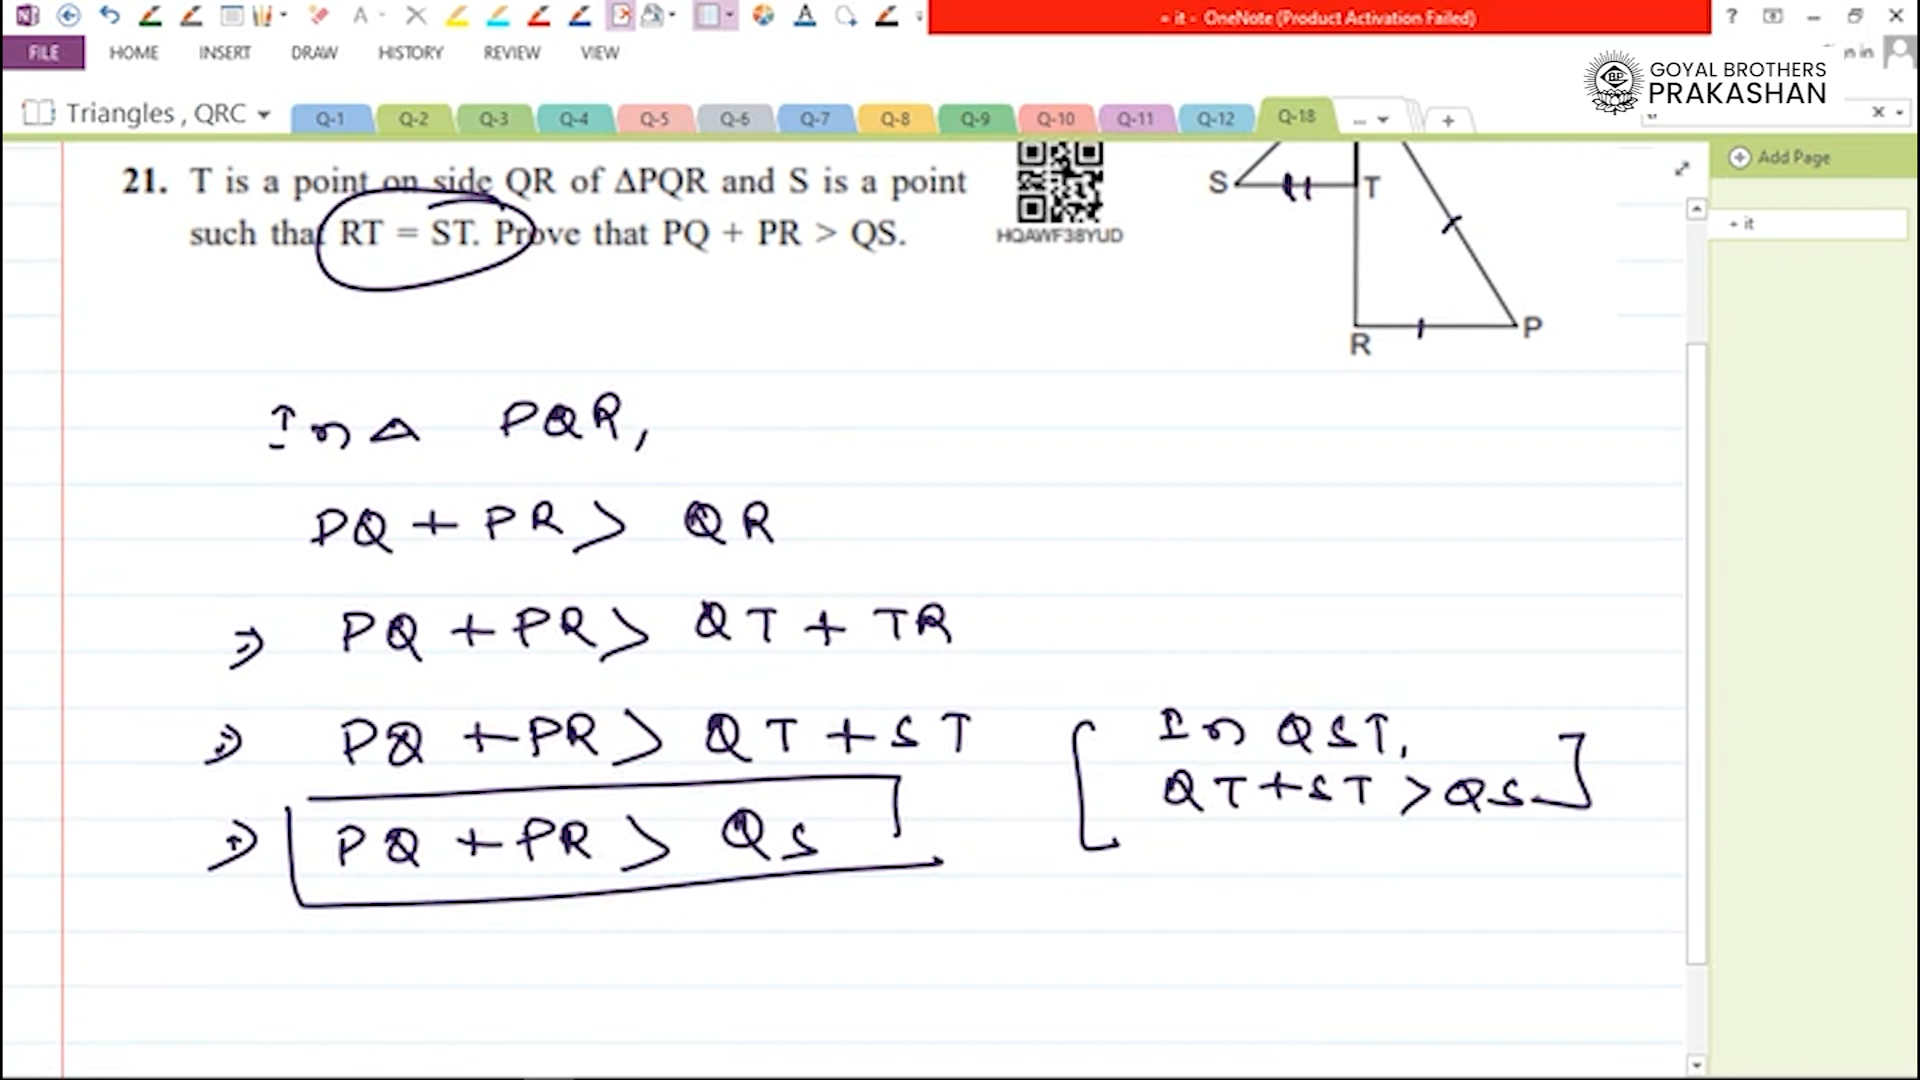 = it - OneNote (Product Activation Failed)
FILE HOME INSERT DRAW HISTORY REVIEW VIEW
GOYAL BROTHERS
PRAKASHAN
Triangles , QRC Q-1 Q-2 Q-3 Q-4 Q-5 Q-6 Q-7 Q-8 Q-9 Q-10 Q-11 Q-12 Q-18 ...
Add Page
= it
21. T is a point on side QR of ΔPQR and S is a point
such that RT = ST. Prove that PQ + PR > QS.
HQAWF38YUD
S T
R P
In Δ PQR,
PQ + PR > QR
⇒ PQ + PR > QT + TR
⇒ PQ + PR > QT + ST [ In QST,
QT + ST > QS ]
⇒ PQ + PR > QS